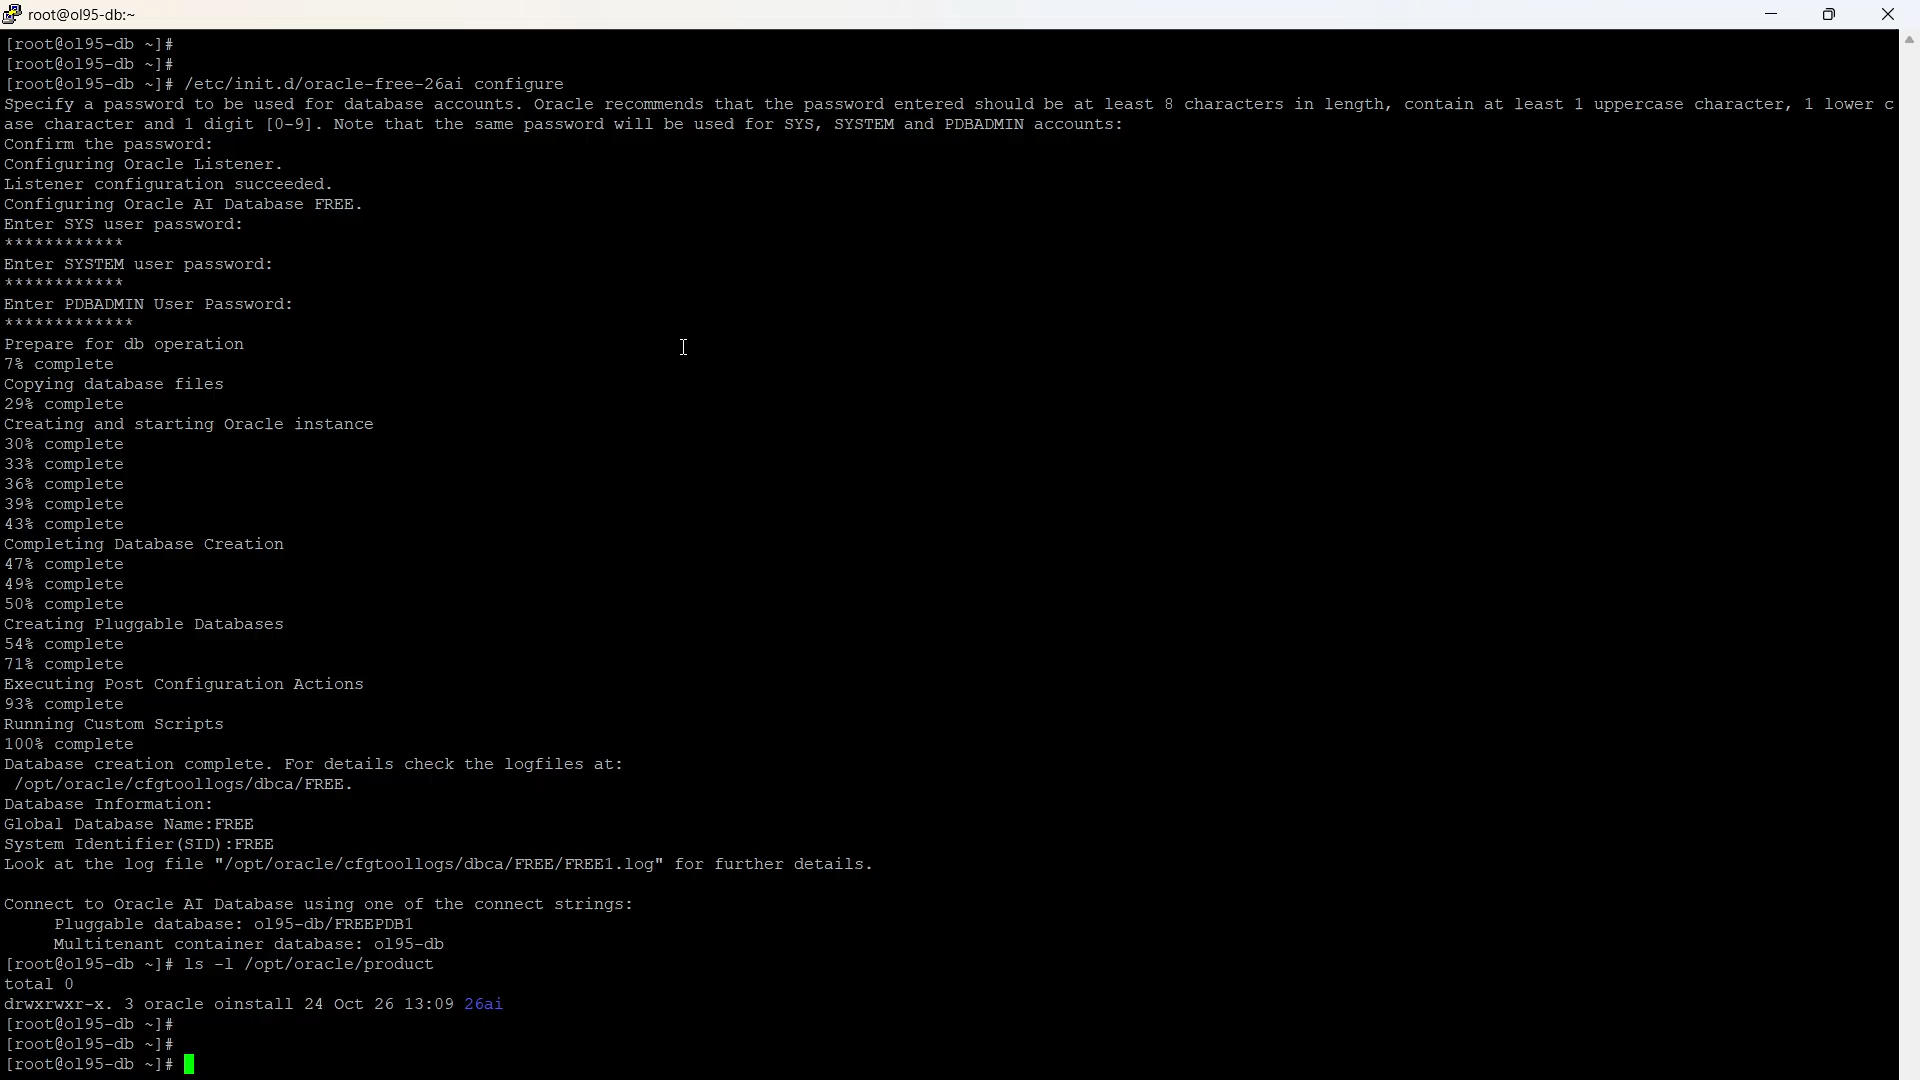 root@ol95-db:~
[root@ol95-db ~]#
[root@ol95-db ~]#
[root@ol95-db ~]# /etc/init.d/oracle-free-26ai configure
Specify a password to be used for database accounts. Oracle recommends that the password entered should be at least 8 characters in length, contain at least 1 uppercase character, 1 lower c
ase character and 1 digit [0-9]. Note that the same password will be used for SYS, SYSTEM and PDBADMIN accounts:
Confirm the password:
Configuring Oracle Listener.
Listener configuration succeeded.
Configuring Oracle AI Database FREE.
Enter SYS user password:
************
Enter SYSTEM user password:
************
Enter PDBADMIN User Password:
*************
Prepare for db operation
7% complete
Copying database files
29% complete
Creating and starting Oracle instance
30% complete
33% complete
36% complete
39% complete
43% complete
Completing Database Creation
47% complete
49% complete
50% complete
Creating Pluggable Databases
54% complete
71% complete
Executing Post Configuration Actions
93% complete
Running Custom Scripts
100% complete
Database creation complete. For details check the logfiles at:
 /opt/oracle/cfgtoollogs/dbca/FREE.
Database Information:
Global Database Name:FREE
System Identifier(SID):FREE
Look at the log file "/opt/oracle/cfgtoollogs/dbca/FREE/FREE1.log" for further details.

Connect to Oracle AI Database using one of the connect strings:
     Pluggable database: ol95-db/FREEPDB1
     Multitenant container database: ol95-db
[root@ol95-db ~]# ls -l /opt/oracle/product
total 0
drwxrwxr-x. 3 oracle oinstall 24 Oct 26 13:09 26ai
[root@ol95-db ~]#
[root@ol95-db ~]#
[root@ol95-db ~]#